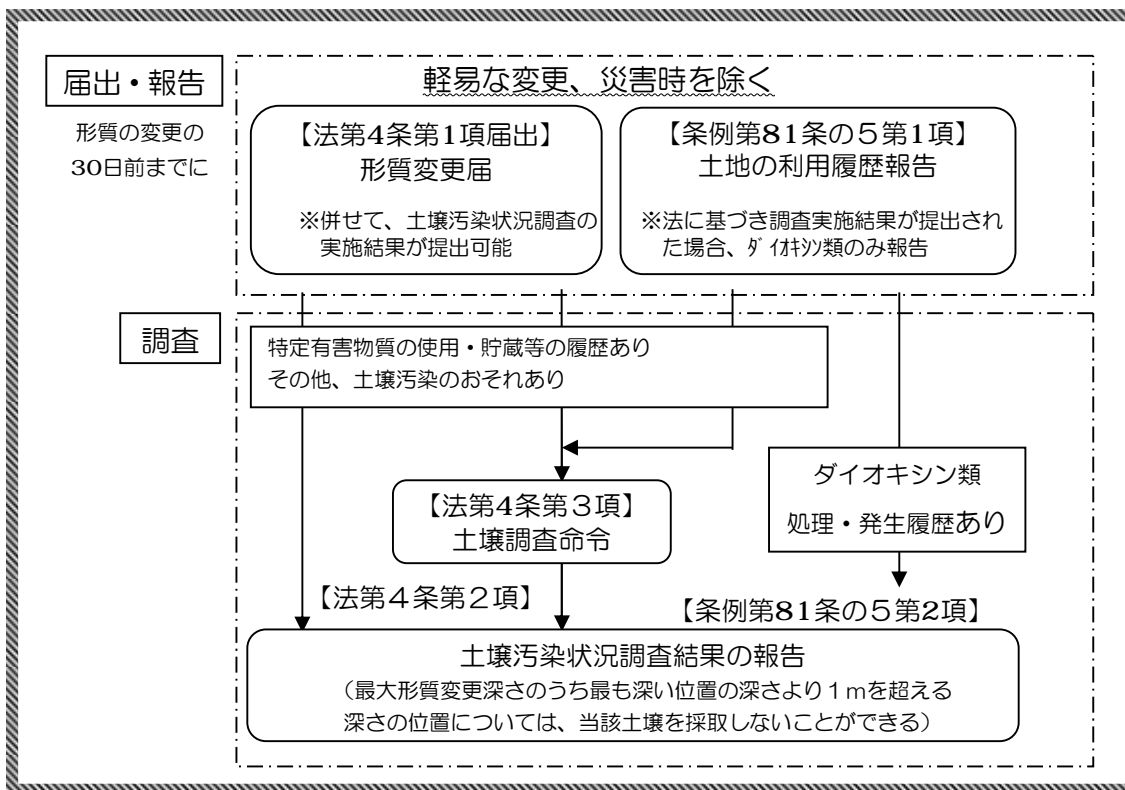 届出・報告
形質の変更の
30日前までに
軽易な変更、災害時を除く
【法第4条第1項届出】
形質変更届
※併せて、土壌汚染状況調査の
実施結果が提出可能
【条例第81条の5第1項】
土地の利用履歴報告
※法に基づき調査実施結果が提出され
た場合、ﾀﾞｲｵｷｼﾝ類のみ報告
調査
特定有害物質の使用・貯蔵等の履歴あり
その他、土壌汚染のおそれあり
【法第4条第３項】
土壌調査命令
ダイオキシン類
処理・発生履歴あり
【法第４条第２項】
【条例第81条の５第2項】
土壌汚染状況調査結果の報告
（最大形質変更深さのうち最も深い位置の深さより１ｍを超える
深さの位置については、当該土壌を採取しないことができる）